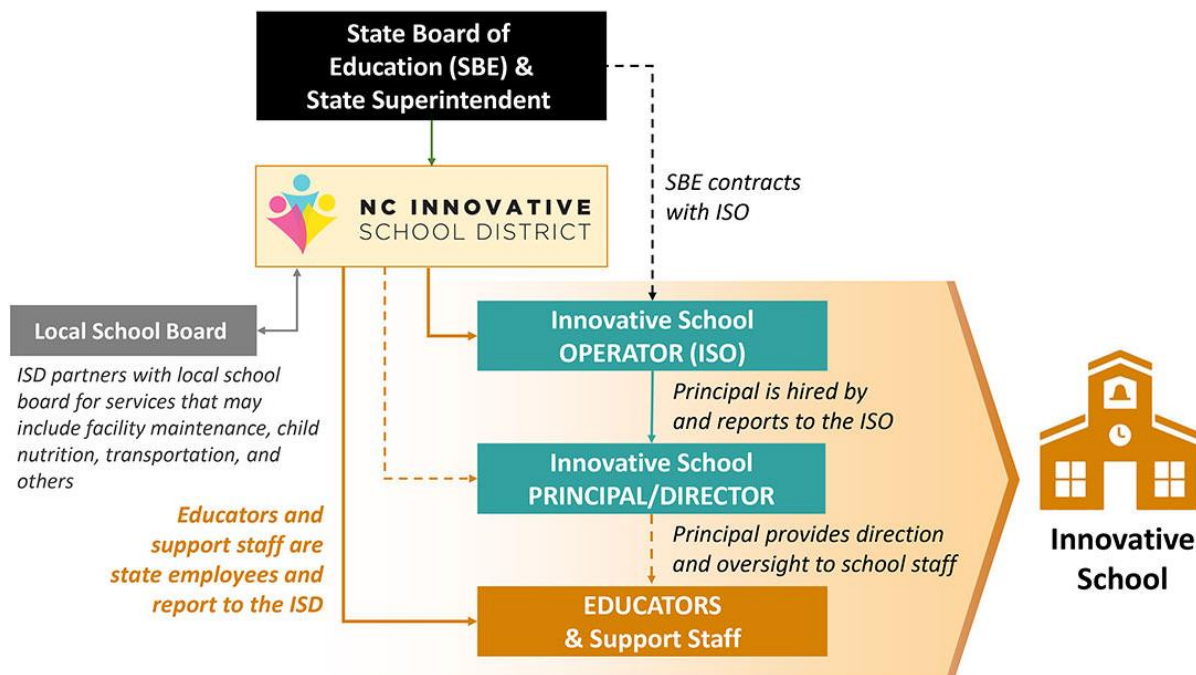 State Board of
Education (SBE) &
State Superintendent
SBE contracts
with ISO
NC INNOVATIVE
SCHOOL DISTRICT
Local School Board
ISD partners with local school
board for services that may
include facility maintenance, child
nutrition, transportation, and
others
Innovative School
OPERATOR (ISO)
Principal is hired by
and reports to the ISO
Innovative School
PRINCIPAL/DIRECTOR
Educators and
support staff are
state employees and
report to the ISD
Principal provides direction
and oversight to school staff
EDUCATORS
& Support Staff
Innovative
School